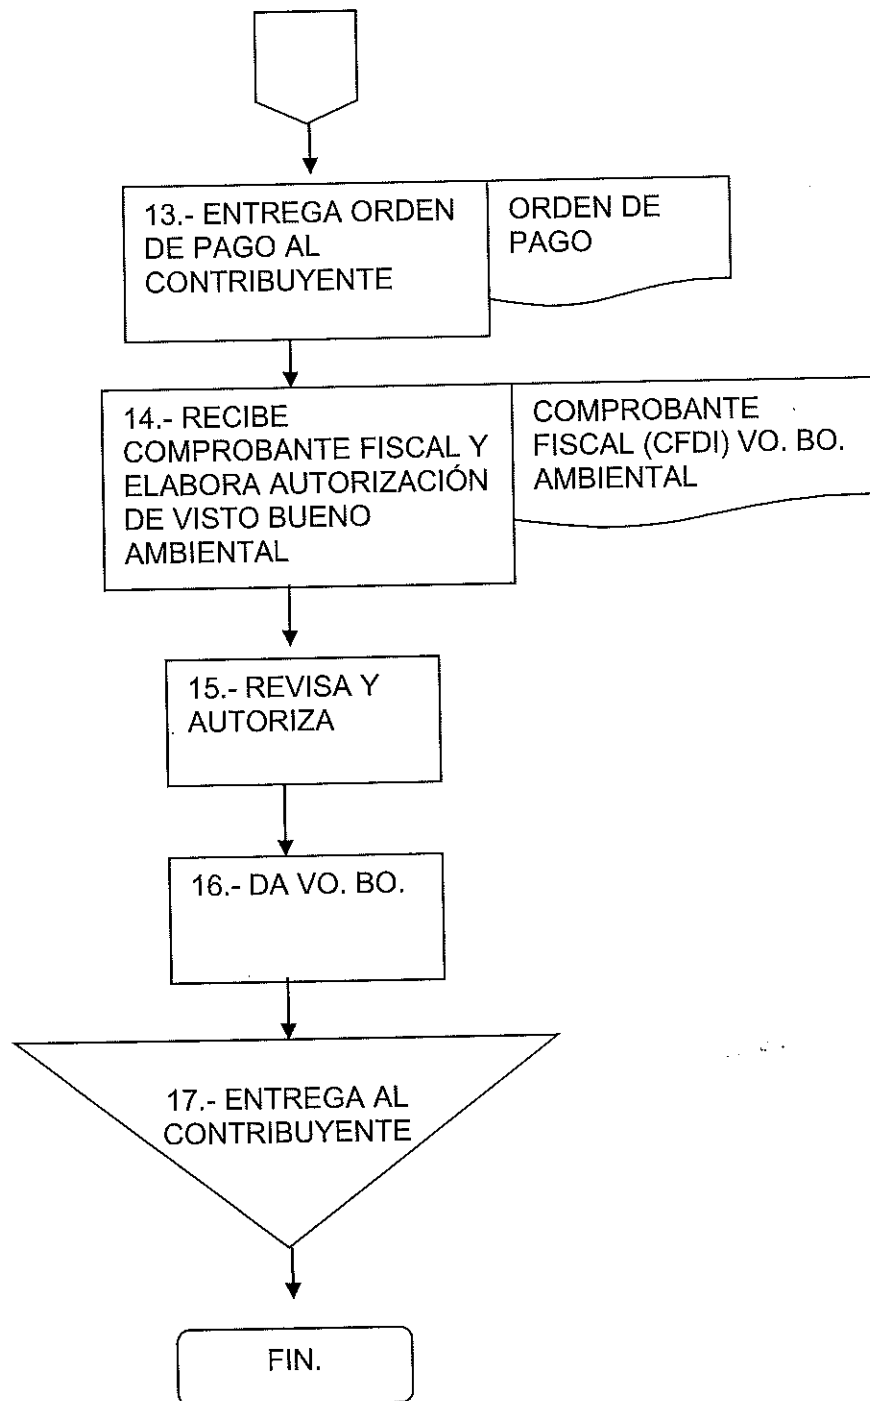 13.- ENTREGA ORDEN
DE PAGO AL
CONTRIBUYENTE
ORDEN DE
PAGO
14.- RECIBE
COMPROBANTE FISCAL Y
ELABORA AUTORIZACIÓN
DE VISTO BUENO
AMBIENTAL
COMPROBANTE
FISCAL (CFDI) VO. BO.
AMBIENTAL
15.- REVISA Y
AUTORIZA
16.- DA VO. BO.
17.- ENTREGA AL
CONTRIBUYENTE
FIN.